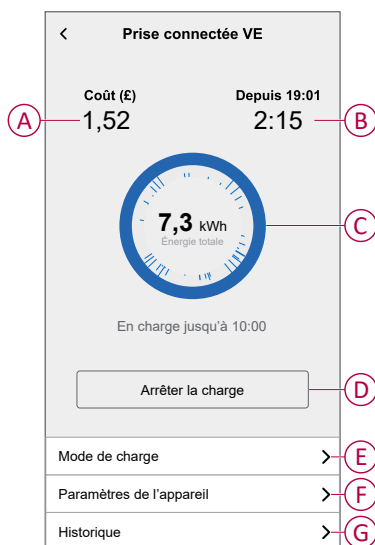 Prise connectée VE
Coût (£)
Depuis 19:01
A
1,52
2:15
B
7,3 kWh
Énergie totale
C
En charge jusqu’à 10:00
Arrêter la charge
D
Mode de charge
E
Paramètres de l’appareil
F
Historique
G